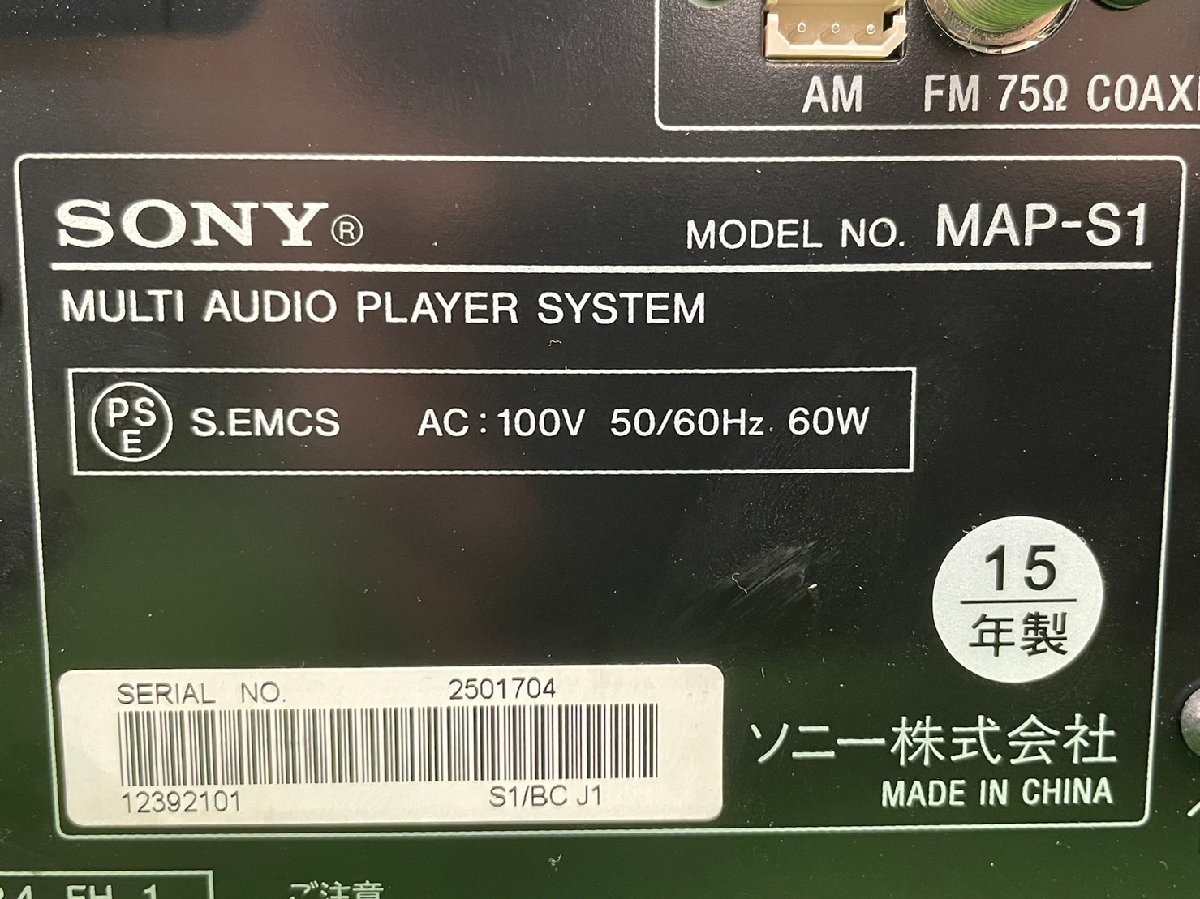 AM FM 75Ω COAX
SONY®
MODEL NO. MAP-S1
MULTI AUDIO PLAYER SYSTEM
PSE S.EMCS AC: 100V 50/60Hz 60W
15
年製
SERIAL NO. 2501704
12392101 S1/BC J1
ソニー株式会社
MADE IN CHINA
ご注意